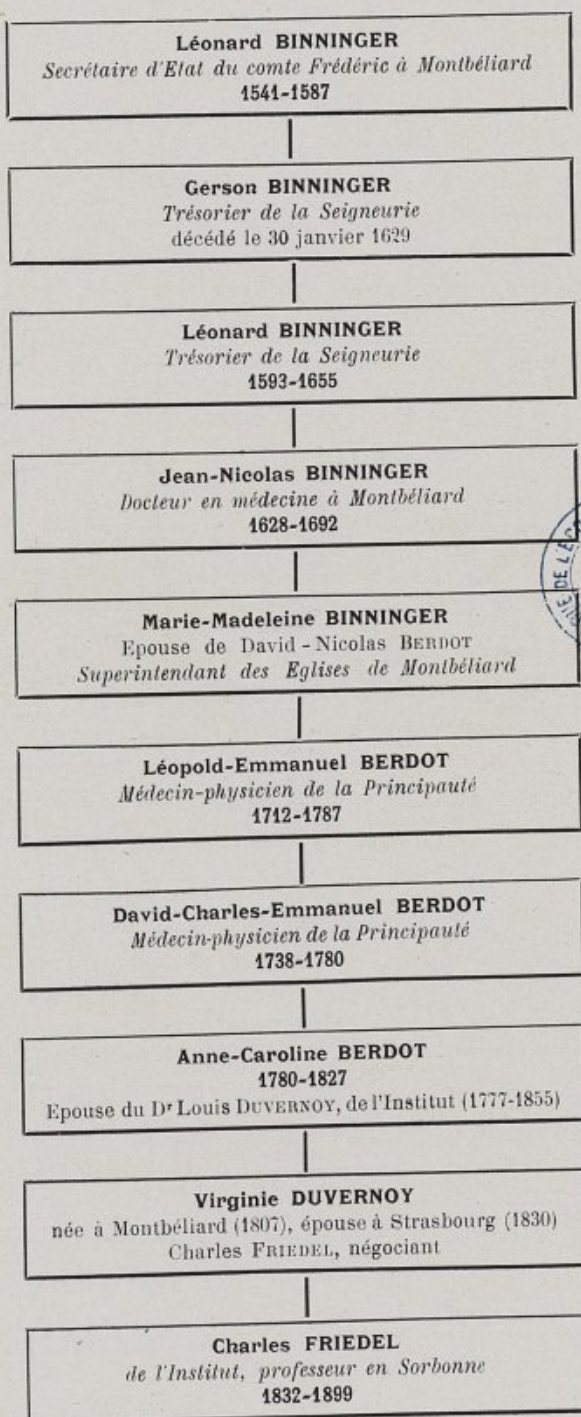 Léonard BINNINGER
Secrétaire d'Etat du comte Frédéric à Montbéliard
1541-1587
Gerson BINNINGER
Trésorier de la Seigneurie
décédé le 30 janvier 1629
Léonard BINNINGER
Trésorier de la Seigneurie
1593-1655
Jean-Nicolas BINNINGER
Docteur en médecine à Montbéliard
1628-1692
Marie-Madeleine BINNINGER
Epouse de David-Nicolas BERDOT
Superintendant des Eglises de Montbéliard
Léopold-Emmanuel BERDOT
Médecin-physicien de la Principauté
1712-1787
David-Charles-Emmanuel BERDOT
Médecin-physicien de la Principauté
1738-1780
Anne-Caroline BERDOT
1780-1827
Epouse du Dr Louis DUVERNOY, de l'Institut (1777-1855)
Virginie DUVERNOY
née à Montbéliard (1807), épouse à Strasbourg (1830)
Charles FRIEDEL, négociant
Charles FRIEDEL
de l'Institut, professeur en Sorbonne
1832-1899